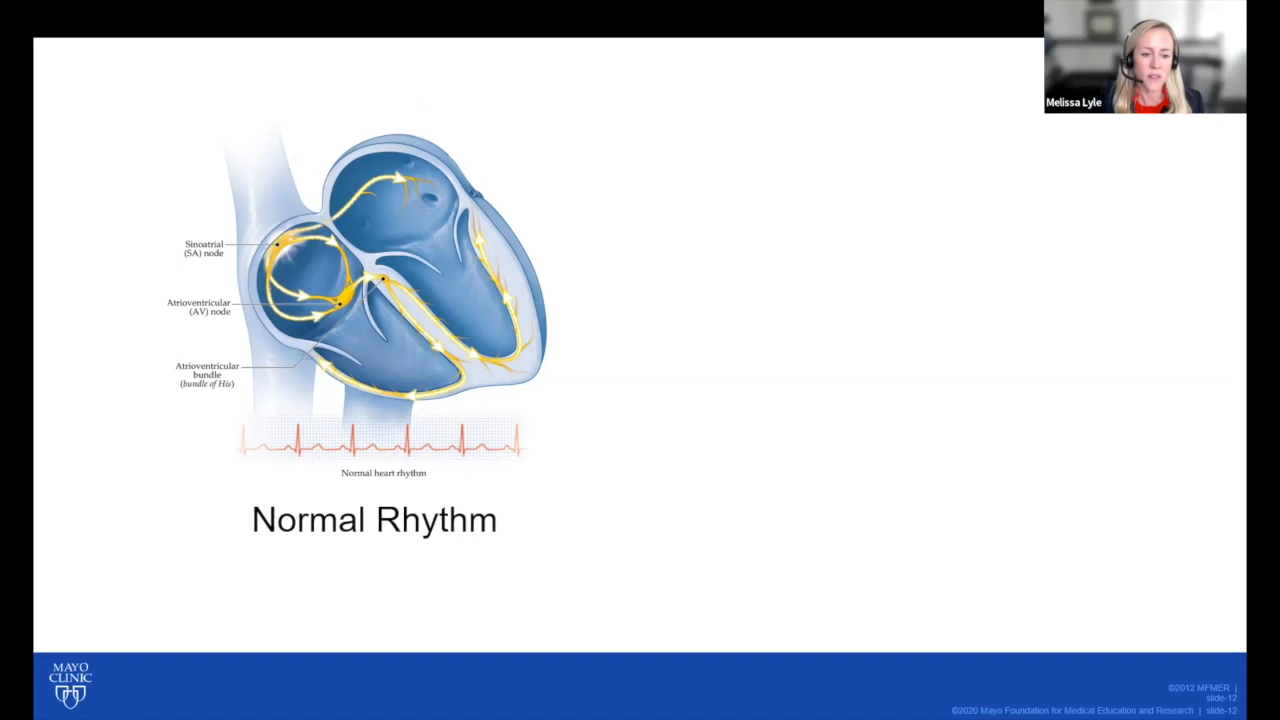 Melissa Lyle
Sinoatrial
(SA) node
Atrioventricular
(AV) node
Atrioventricular
bundle
(bundle of His)
Normal heart rhythm
Normal Rhythm
MAYO
CLINIC
©2012 MFMER |
slide-12
©2020 Mayo Foundation for Medical Education and Research | slide-12